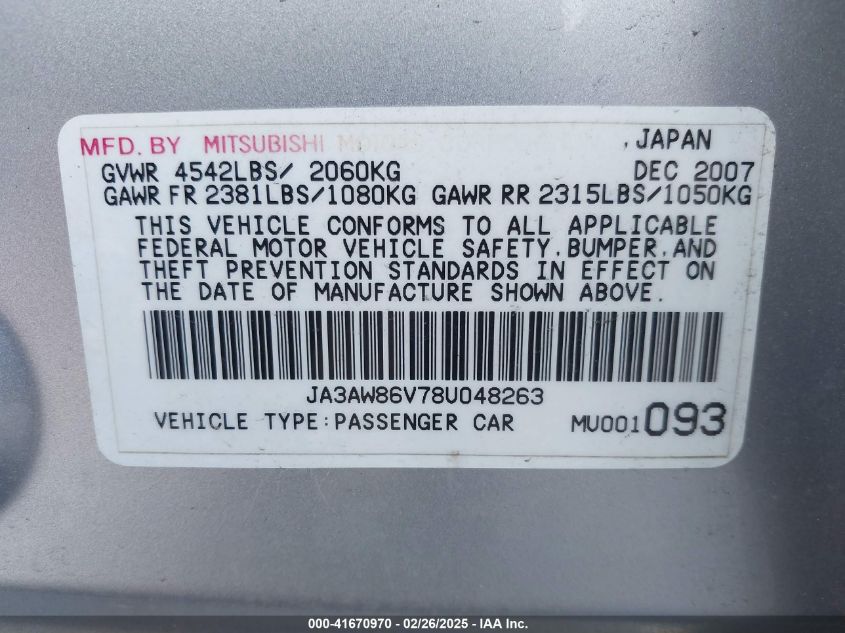 MFD. BY MITSUBISHI , JAPAN
GVWR 4542LBS/ 2060KG DEC 2007
GAWR FR 2381LBS/1080KG GAWR RR 2315LBS/1050KG
THIS VEHICLE CONFORMS TO ALL APPLICABLE
FEDERAL MOTOR VEHICLE SAFETY, BUMPER, AND
THEFT PREVENTION STANDARDS IN EFFECT ON
THE DATE OF MANUFACTURE SHOWN ABOVE.
JA3AW86V78U048263
VEHICLE TYPE:PASSENGER CAR MU001093
000-41670970 - 02/26/2025 - IAA Inc.